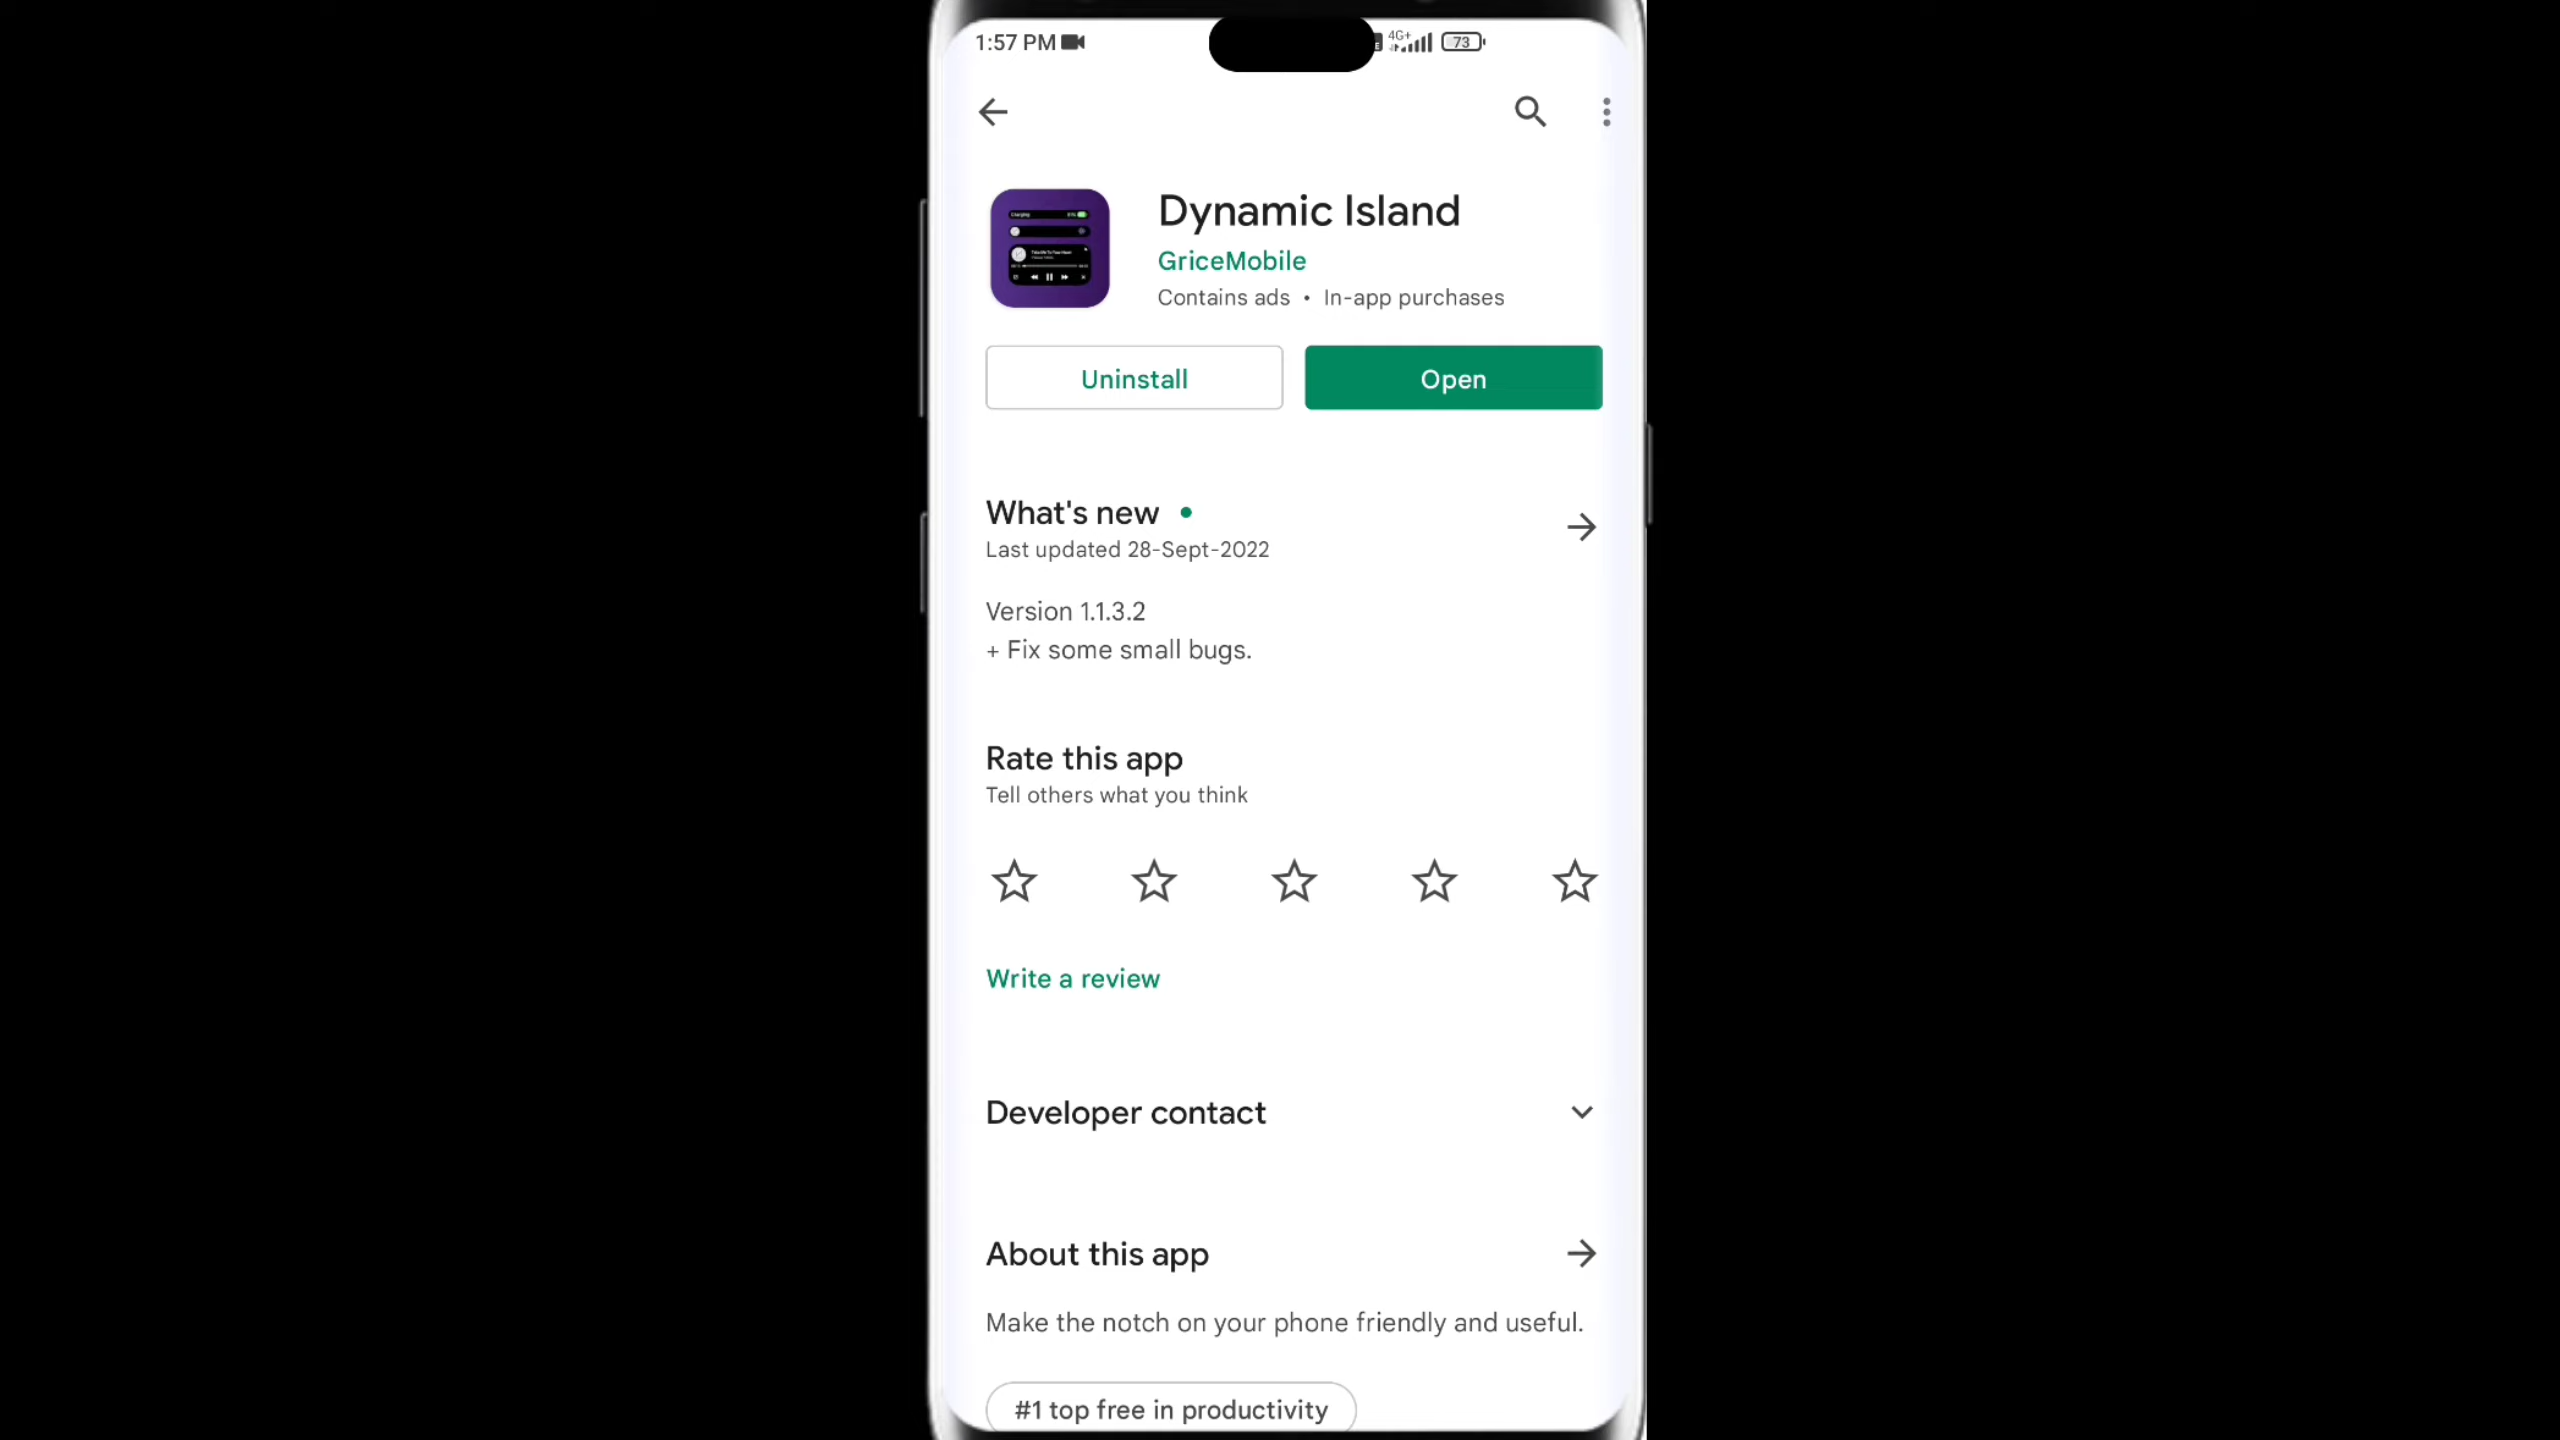 1:57 PM
4G+
73
Dynamic Island
GriceMobile
Contains ads • In-app purchases
Uninstall
Open
What's new
Last updated 28-Sept-2022
Version 1.1.3.2
+ Fix some small bugs.
Rate this app
Tell others what you think
Write a review
Developer contact
About this app
Make the notch on your phone friendly and useful.
#1 top free in productivity